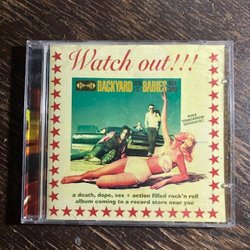 Watch out!!!
BACKYARD BABIES
a death, dope, sex + action filled rock'n roll
album coming to a record store near you